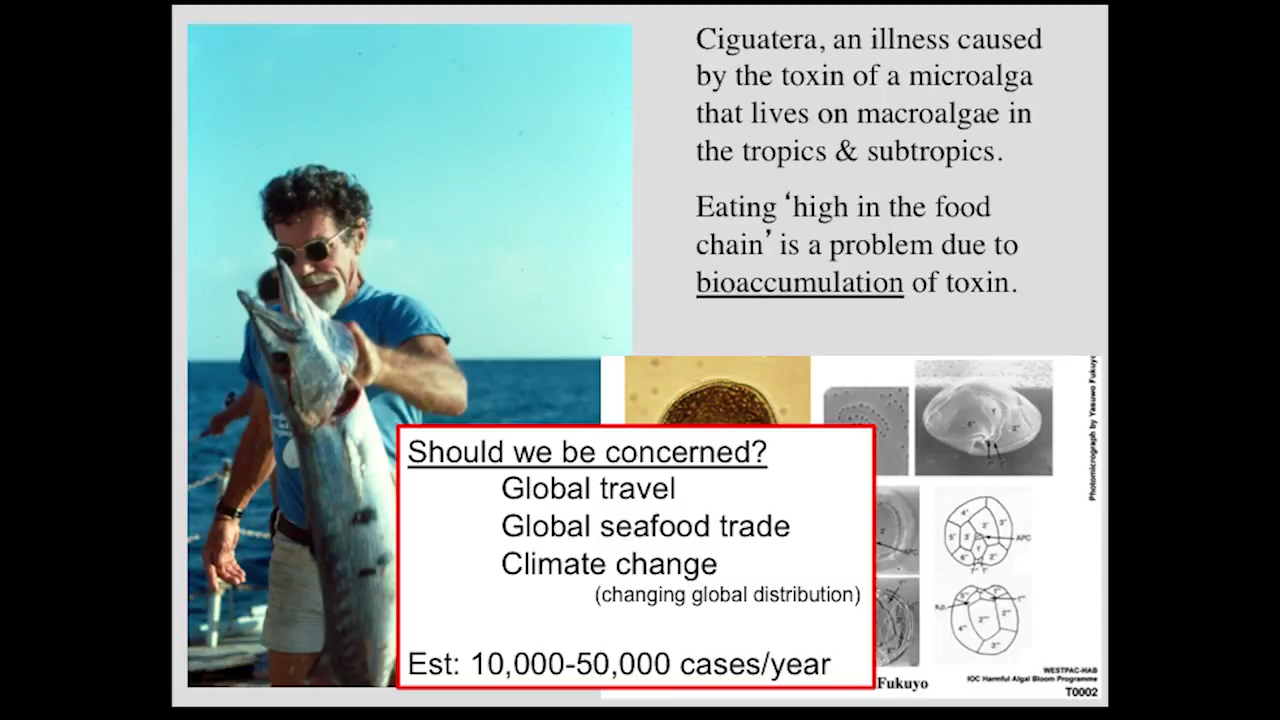 Ciguatera, an illness caused
by the toxin of a microalga
that lives on macroalgae in
the tropics & subtropics.
Eating ‘high in the food
chain’ is a problem due to
bioaccumulation of toxin.
Photomicrograph by Yasuwo Fukuyo
Should we be concerned?
Global travel
Global seafood trade
Climate change
(changing global distribution)
Est: 10,000-50,000 cases/year
APC
APC
Fukuyo
WESTPAC-HAB
IOC Harmful Algal Bloom Programme
T0002